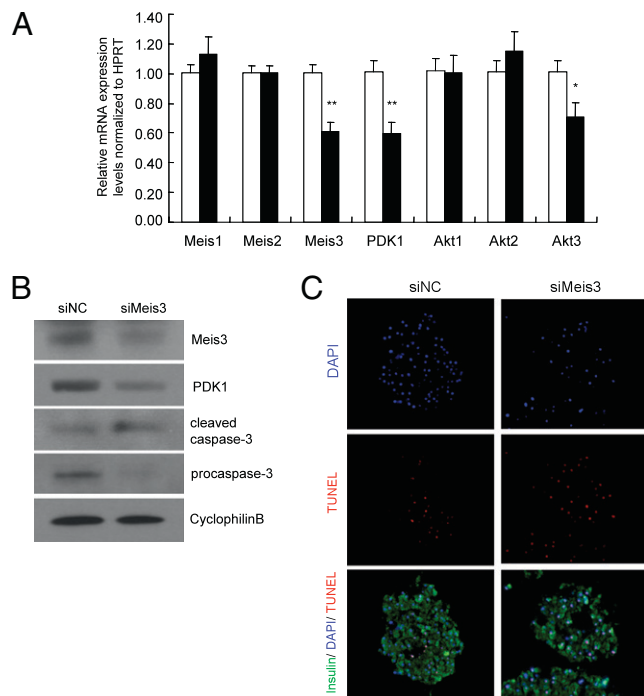 A
Relative mRNA expression
levels normalized to HPRT
1.40
1.20
1.00
0.80
0.60
0.40
0.20
0.00
** ** *
Meis1 Meis2 Meis3 PDK1 Akt1 Akt2 Akt3
B
siNC siMeis3
Meis3
PDK1
cleaved
caspase-3
procaspase-3
CyclophilinB
C
siNC siMeis3
DAPI
TUNEL
Insulin/ DAPI/ TUNEL